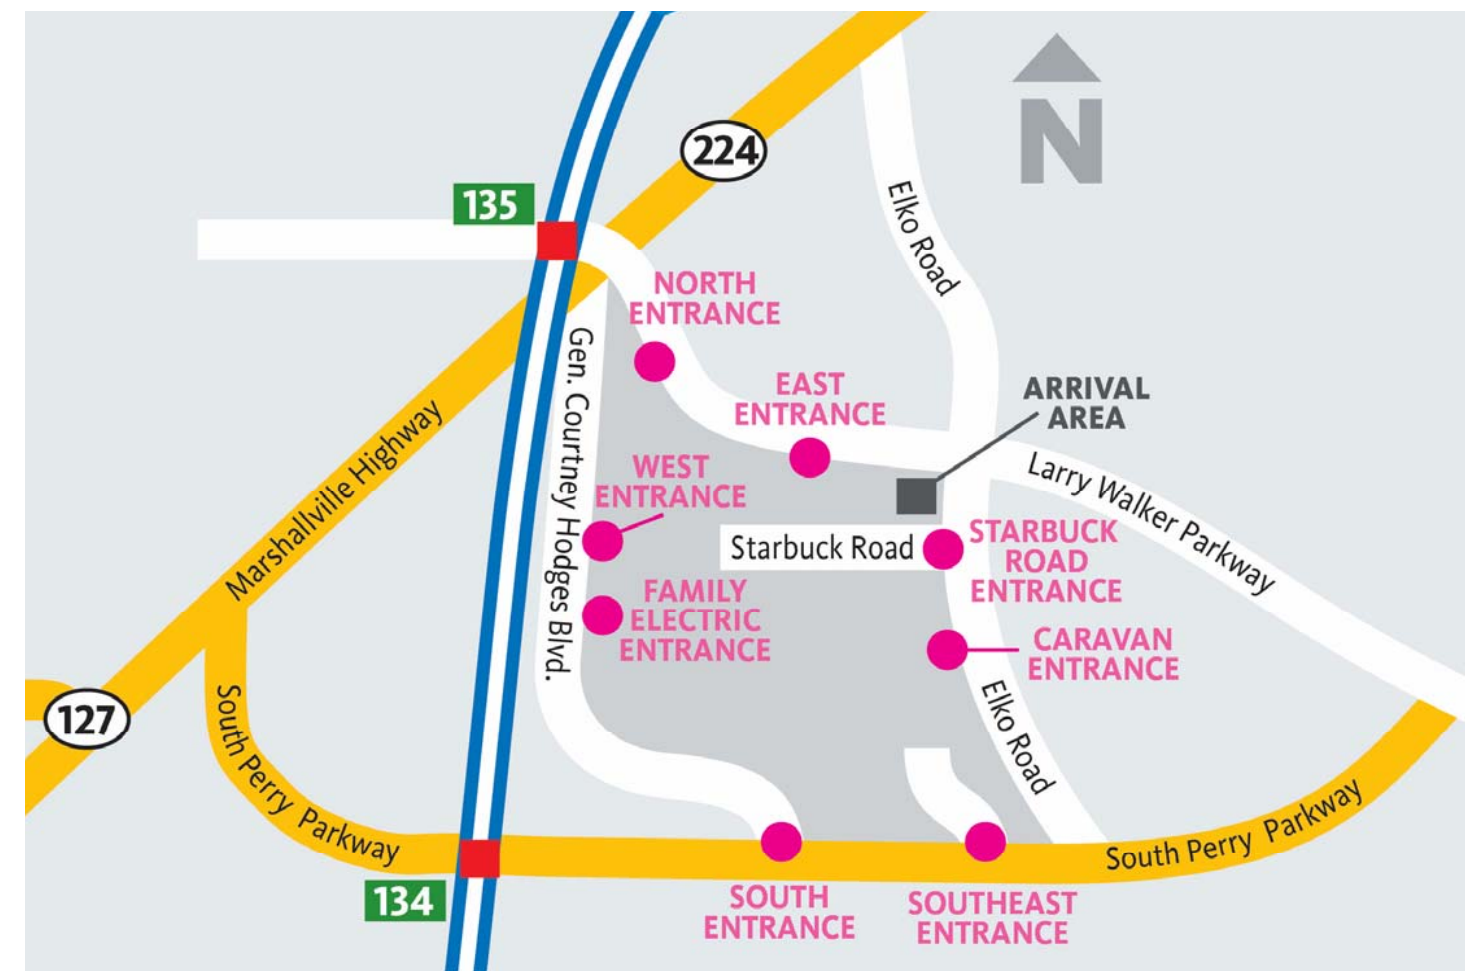 N
224
135
Elko Road
NORTH
ENTRANCE
Gen. Courtney Hodges Blvd.
EAST
ENTRANCE
ARRIVAL
AREA
Marshallville Highway
WEST
ENTRANCE
Larry Walker Parkway
Starbuck Road
STARBUCK
ROAD
ENTRANCE
FAMILY
ELECTRIC
ENTRANCE
CARAVAN
ENTRANCE
127
South Perry Parkway
Elko Road
South Perry Parkway
134
SOUTH
ENTRANCE
SOUTHEAST
ENTRANCE